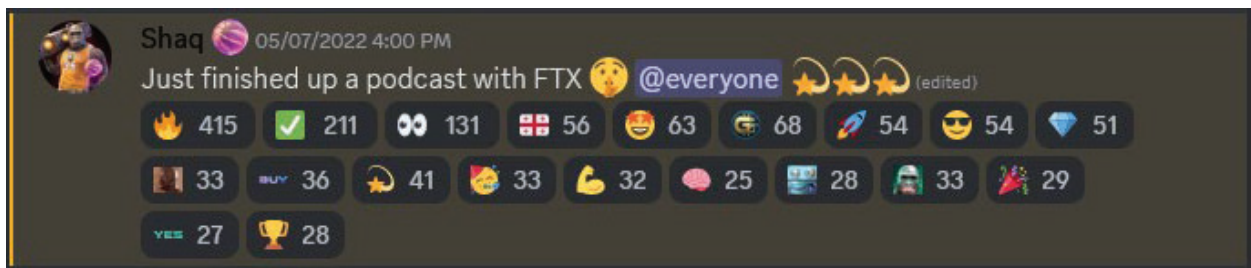 Shaq 05/07/2022 4:00 PM
Just finished up a podcast with FTX 🤫 @everyone 💫💫💫 (edited)
🔥 415 ✅ 211 👀 131 56 🤩 63 68 🚀 54 😎 54 💎 51
33 BUY 36 💫 41 🥳 33 💪 32 🧠 25 28 33 🎉 29
YES 27 🏆 28